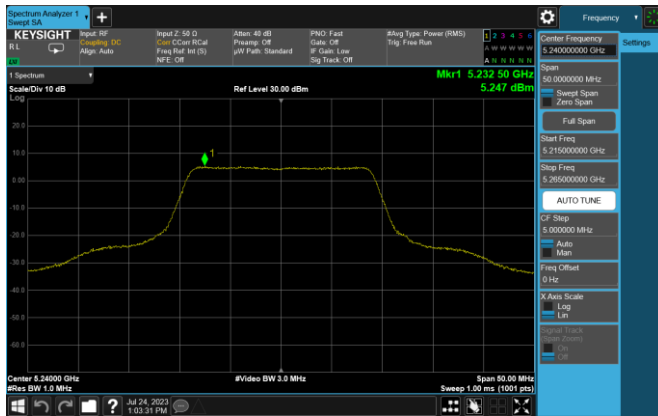 Spectrum Analyzer 1
Swept SA
Frequency
KEYSIGHT
RL
LXI
Input: RF
Coupling: DC
Align: Auto
Input Z: 50 Ω
Corr CCorr RCal
Freq Ref: Int (S)
NFE: Off
Atten: 40 dB
Preamp: Off
µW Path: Standard
PNO: Fast
Gate: Off
IF Gain: Low
Sig Track: Off
#Avg Type: Power (RMS)
Trig: Free Run
1 2 3 4 5 6
A W W W W W
A N N N N N
Center Frequency
5.240000000 GHz
Settings
1 Spectrum
Scale/Div 10 dB
Ref Level 30.00 dBm
Mkr1 5.232 50 GHz
5.247 dBm
Span
50.0000000 MHz
Swept Span
Zero Span
Full Span
Start Freq
5.215000000 GHz
Stop Freq
5.265000000 GHz
AUTO TUNE
CF Step
5.000000 MHz
Auto
Man
Freq Offset
0 Hz
X Axis Scale
Log
Lin
Signal Track
(Span Zoom)
On
Off
Log
20.0
10.0
0.00
-10.0
-20.0
-30.0
-40.0
-50.0
-60.0
1
Center 5.24000 GHz
#Res BW 1.0 MHz
#Video BW 3.0 MHz
Span 50.00 MHz
Sweep 1.00 ms (1001 pts)
Jul 24, 2023
1:03:31 PM